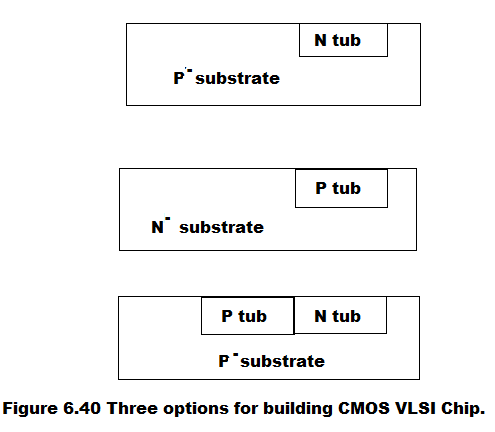 N tub
P- substrate
P tub
N- substrate
P tub N tub
P- substrate
Figure 6.40 Three options for building CMOS VLSI Chip.